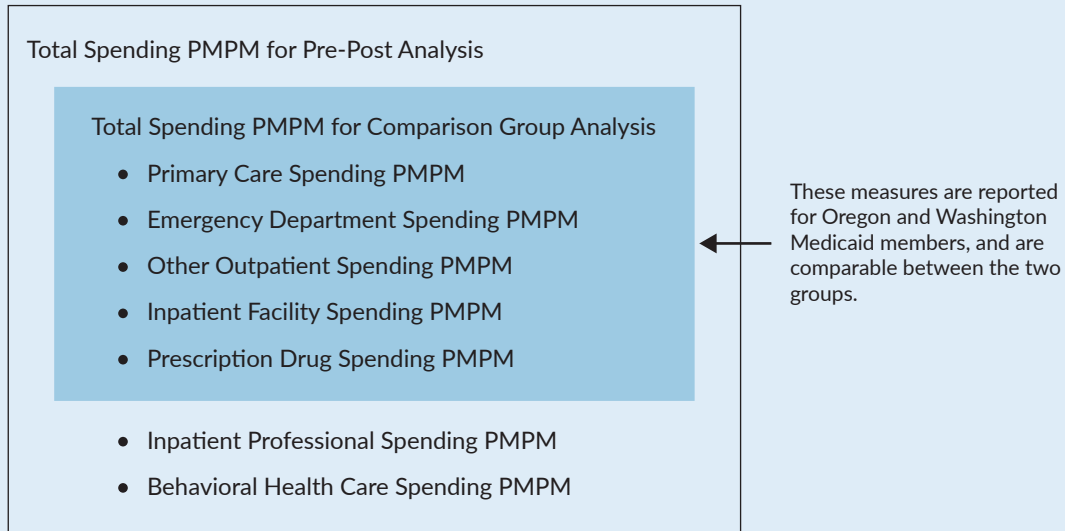 Total Spending PMPM for Pre-Post Analysis
Total Spending PMPM for Comparison Group Analysis
• Primary Care Spending PMPM
• Emergency Department Spending PMPM
• Other Outpatient Spending PMPM
• Inpatient Facility Spending PMPM
• Prescription Drug Spending PMPM
• Inpatient Professional Spending PMPM
• Behavioral Health Care Spending PMPM
These measures are reported
for Oregon and Washington
Medicaid members, and are
comparable between the two
groups.